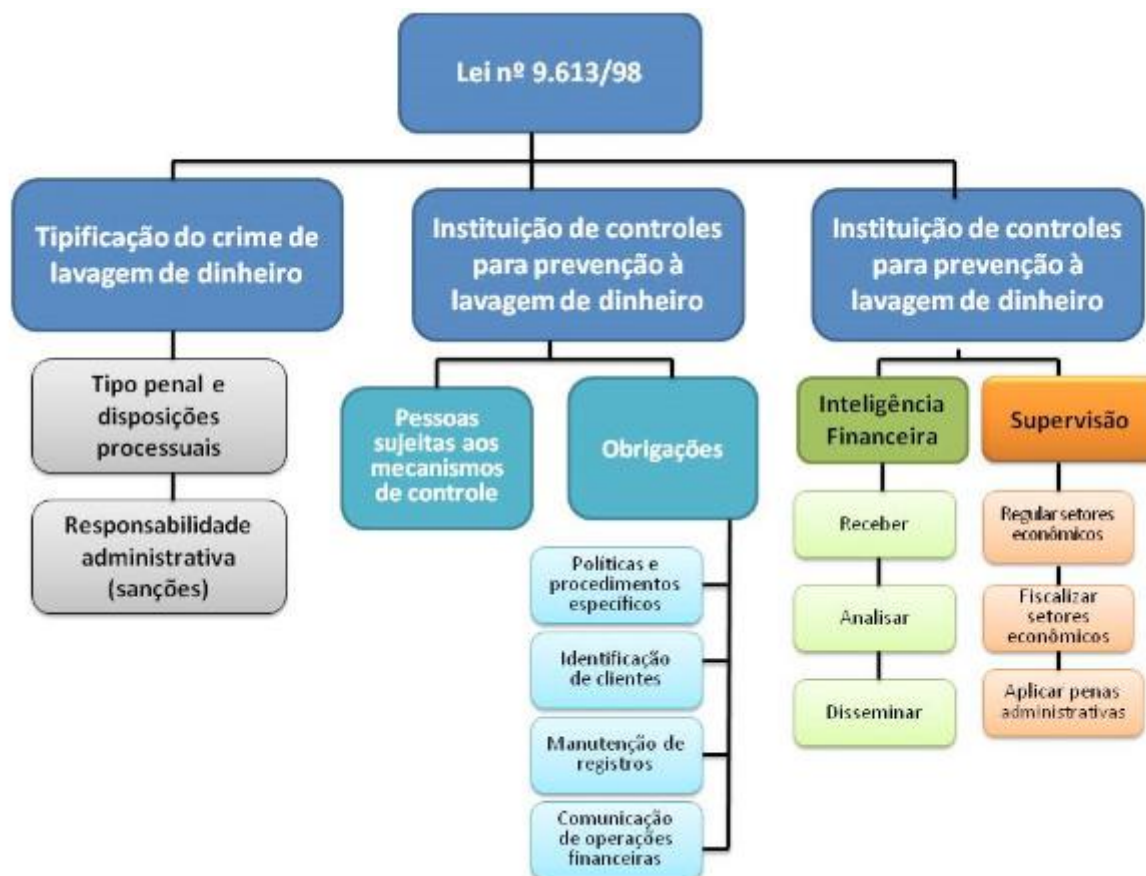 Lei nº 9.613/98
Tipificação do crime de
lavagem de dinheiro
Tipo penal e
disposições
processuais
Responsabilidade
administrativa
(sanções)
Instituição de controles
para prevenção à
lavagem de dinheiro
Pessoas
sujeitas aos
mecanismos
de controle
Obrigações
Políticas e
procedimentos
específicos
Identificação
de clientes
Manutenção de
registros
Comunicação
de operações
financeiras
Instituição de controles
para prevenção à
lavagem de dinheiro
Inteligência
Financeira
Receber
Analisar
Disseminar
Supervisão
Regular setores
econômicos
Fiscalizar
setores
econômicos
Aplicar penas
administrativas